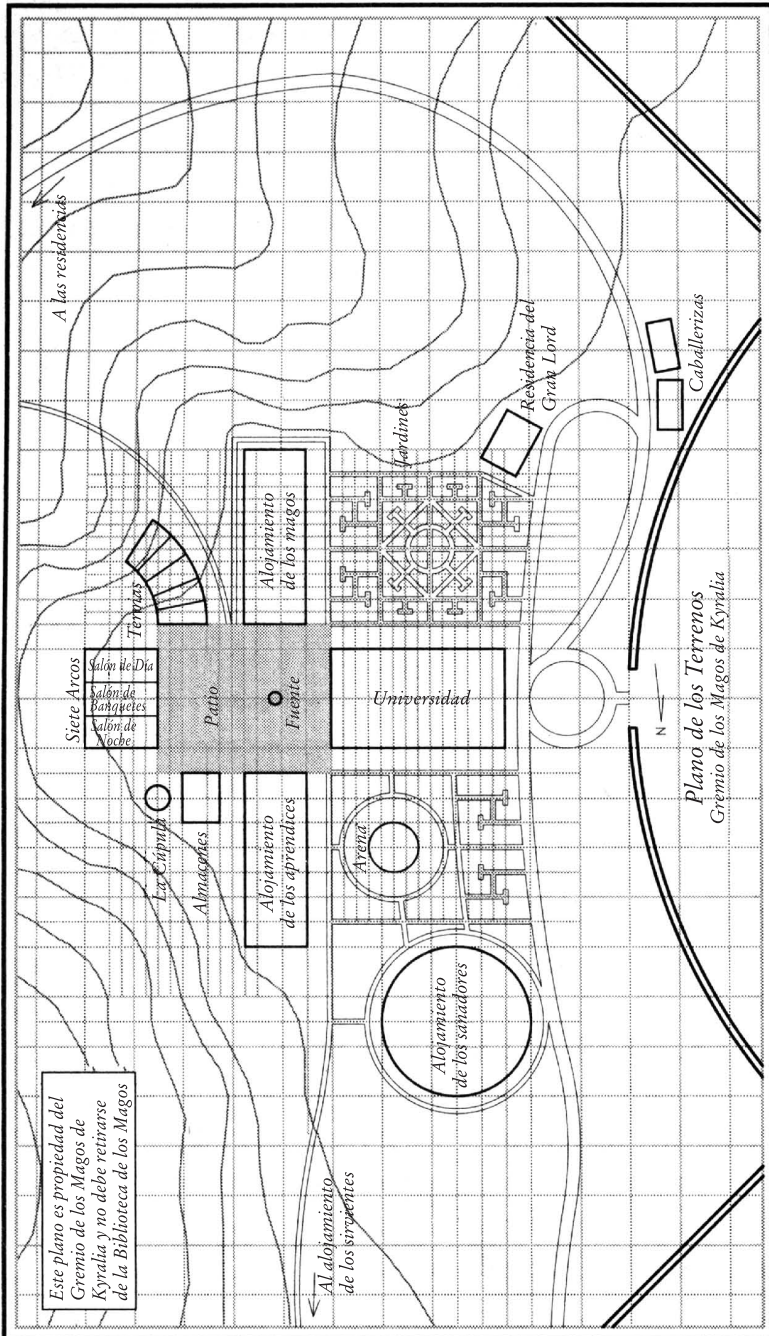 Este plano es propiedad del
Gremio de los Magos de
Kyralia y no debe retirarse
de la Biblioteca de los Magos
Al alojamiento
de los sirvientes
La Cúpula
Almacenes
Alojamiento
de los aprendices
Arena
Alojamiento
de los sanadores
Siete Arcos
Salón de Día
Salón de
Banquetes
Salón de
Noche
Patio
Fuente
Universidad
Termas
Alojamiento
de los magos
Jardines
A las residencias
Residencia del
Gran Lord
Caballerizas
N
Plano de los Terrenos
Gremio de los Magos de Kyralia